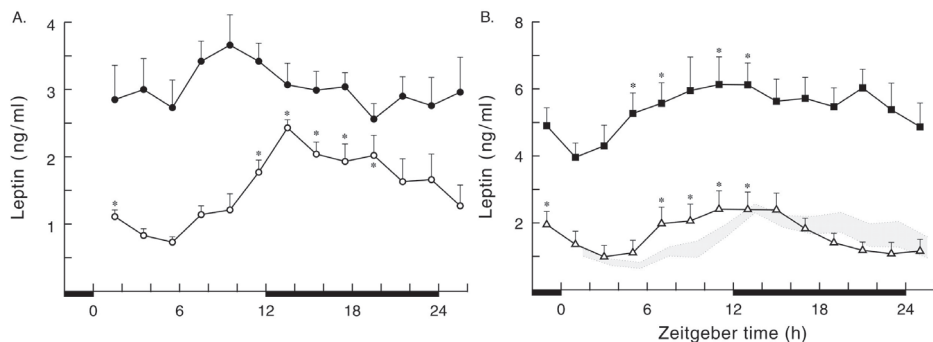 A.
Leptin (ng/ml)
4
3
2
1
0
6
12
18
24
* * * * * *
B.
Leptin (ng/ml)
8
6
4
2
0
6
12
18
24
Zeitgeber time (h)
* * * *
* * * * *